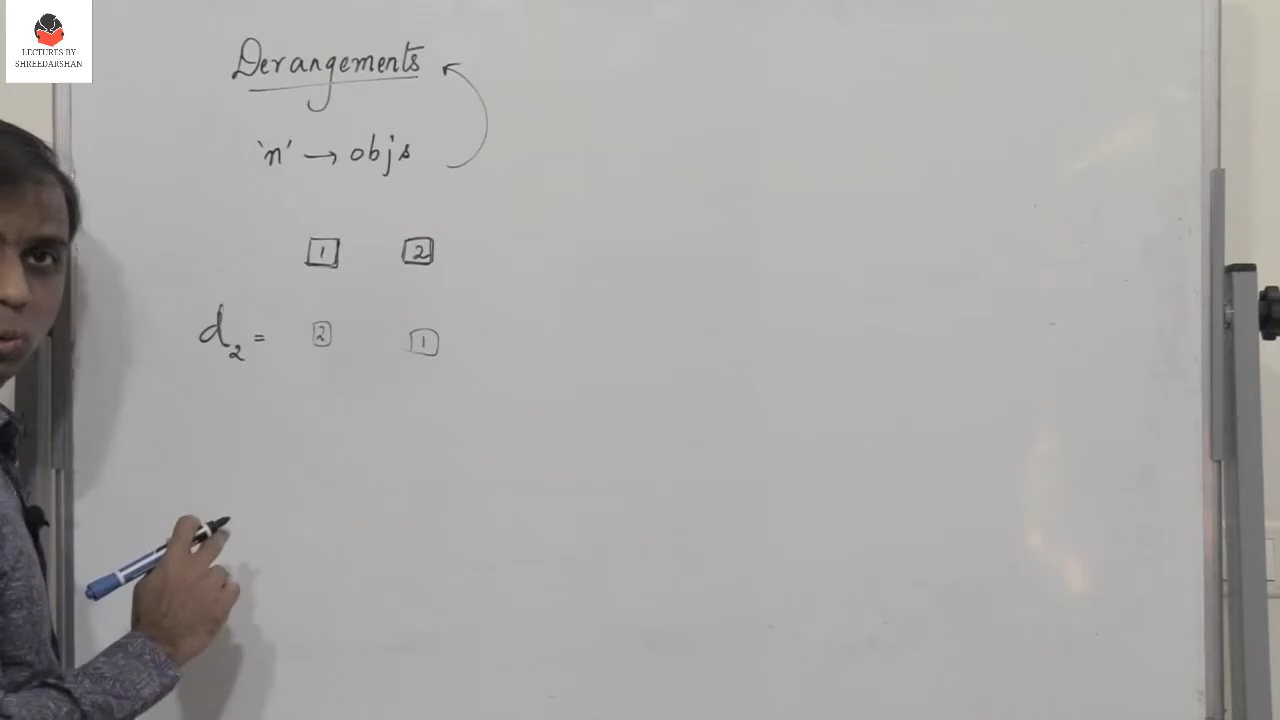 LECTURES BY
SHREEDARSHAN
Derangements
'n' → objs
1 2
d₂ = 2 1